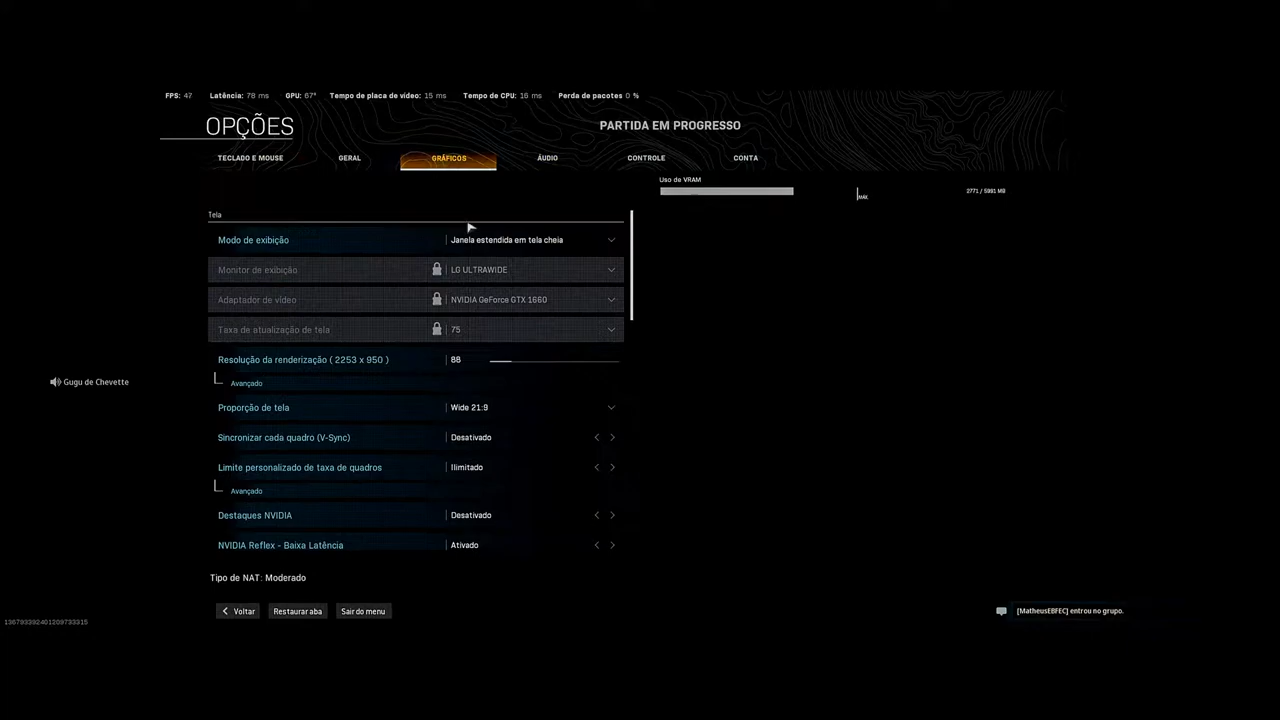 FPS: 47 Latência: 78 ms GPU: 67° Tempo de placa de vídeo: 15 ms Tempo de CPU: 16 ms Perda de pacotes 0 %
OPÇÕES
PARTIDA EM PROGRESSO
TECLADO E MOUSE GERAL GRÁFICOS ÁUDIO CONTROLE CONTA
Uso de VRAM
MÁX.
2771 / 5991 MB
Tela
Modo de exibição Janela estendida em tela cheia
Monitor de exibição LG ULTRAWIDE
Adaptador de vídeo NVIDIA GeForce GTX 1660
Taxa de atualização de tela 75
Resolução da renderização ( 2253 x 950 ) 88
Avançado
Gugu de Chevette
Proporção de tela Wide 21:9
Sincronizar cada quadro (V-Sync) Desativado
Limite personalizado de taxa de quadros Ilimitado
Avançado
Destaques NVIDIA Desativado
NVIDIA Reflex - Baixa Latência Ativado
Tipo de NAT: Moderado
Voltar Restaurar aba Sair do menu
[MatheusEBFEC] entrou no grupo.